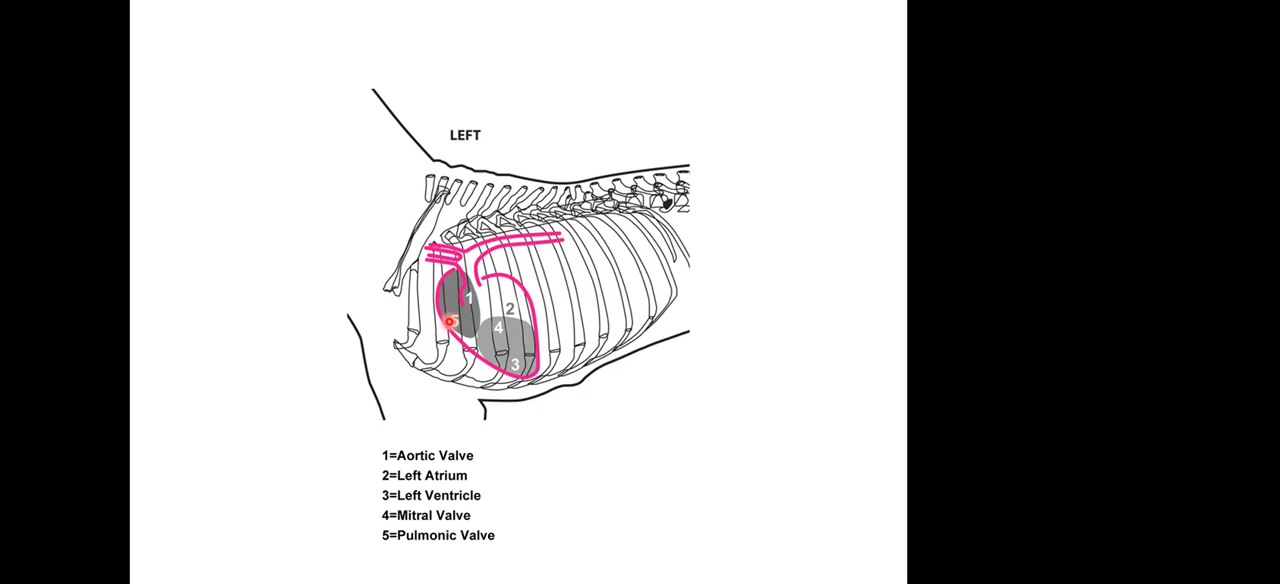 LEFT
1
2
4
5
3
1=Aortic Valve
2=Left Atrium
3=Left Ventricle
4=Mitral Valve
5=Pulmonic Valve